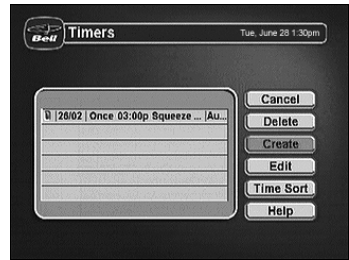 Bell
Timers
Tue, June 28 1:30pm
26/02 | Once 03:00p Squeeze ... |Au...
Cancel
Delete
Create
Edit
Time Sort
Help